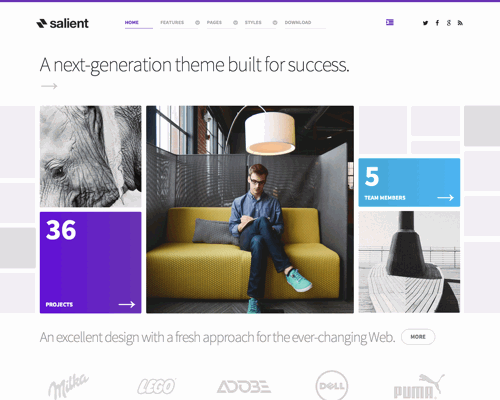 salient
HOME FEATURES PAGES STYLES DOWNLOAD
A next-generation theme built for success.
5
TEAM MEMBERS
36
PROJECTS
An excellent design with a fresh approach for the ever-changing Web.
MORE
Milka LEGO ADOBE DELL PUMA